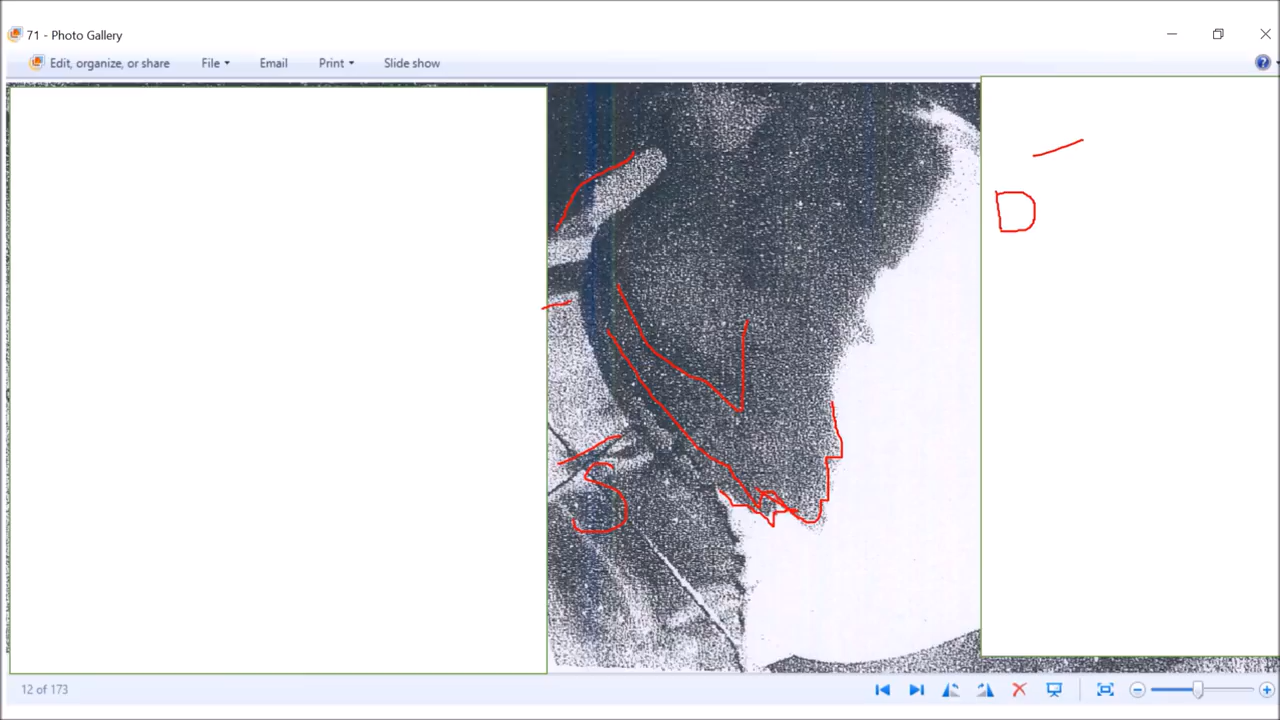 71 - Photo Gallery
Edit, organize, or share File Email Print Slide show
D
S
12 of 173